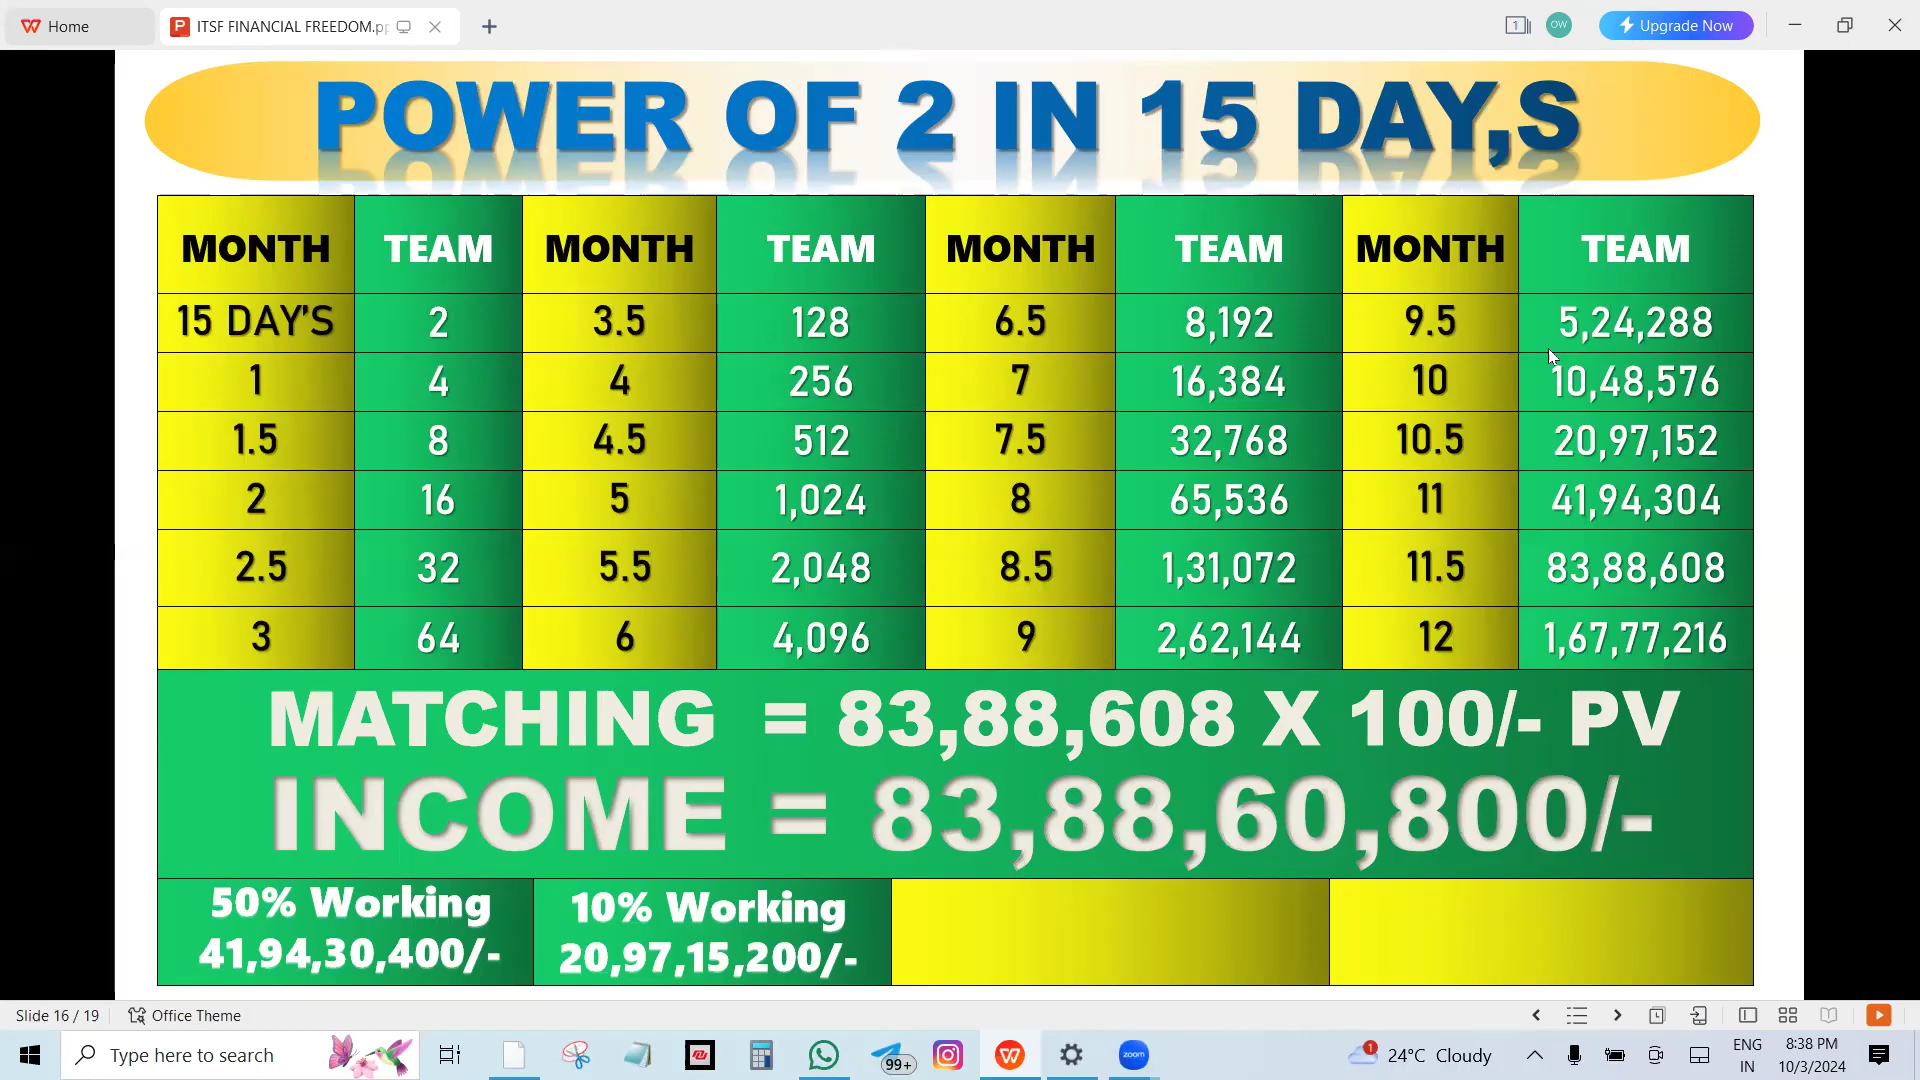 Home
ITSF FINANCIAL FREEDOM.pp
1
OW
Upgrade Now
POWER OF 2 IN 15 DAY,S
MONTH TEAM MONTH TEAM MONTH TEAM MONTH TEAM
15 DAY'S 2 3.5 128 6.5 8,192 9.5 5,24,288
1 4 4 256 7 16,384 10 10,48,576
1.5 8 4.5 512 7.5 32,768 10.5 20,97,152
2 16 5 1,024 8 65,536 11 41,94,304
2.5 32 5.5 2,048 8.5 1,31,072 11.5 83,88,608
3 64 6 4,096 9 2,62,144 12 1,67,77,216
MATCHING = 83,88,608 X 100/- PV
INCOME = 83,88,60,800/-
50% Working
41,94,30,400/-
10% Working
20,97,15,200/-
Slide 16 / 19
Office Theme
Type here to search
99+
zoom
1
24°C Cloudy
ENG
IN
8:38 PM
10/3/2024